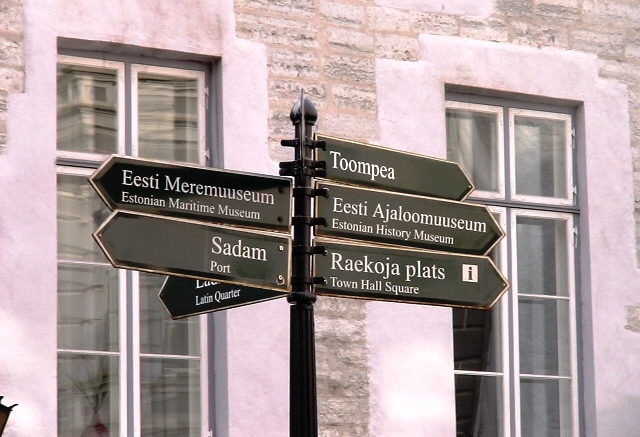 Toompea
Eesti Meremuuseum
Estonian Maritime Museum
Eesti Ajaloomuuseum
Estonian History Museum
Sadam
Port
Raekoja plats i
Town Hall Square
Latin Quarter